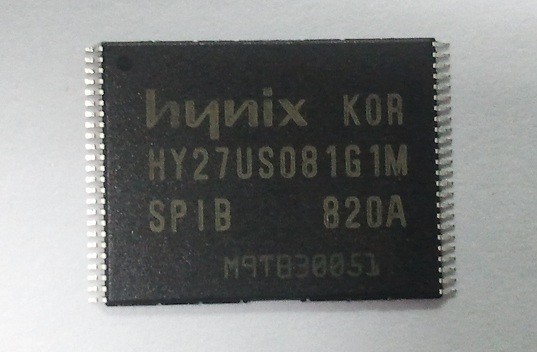 hynix KOR
HY27US081G1M
SPIB 820A
M9TB30051